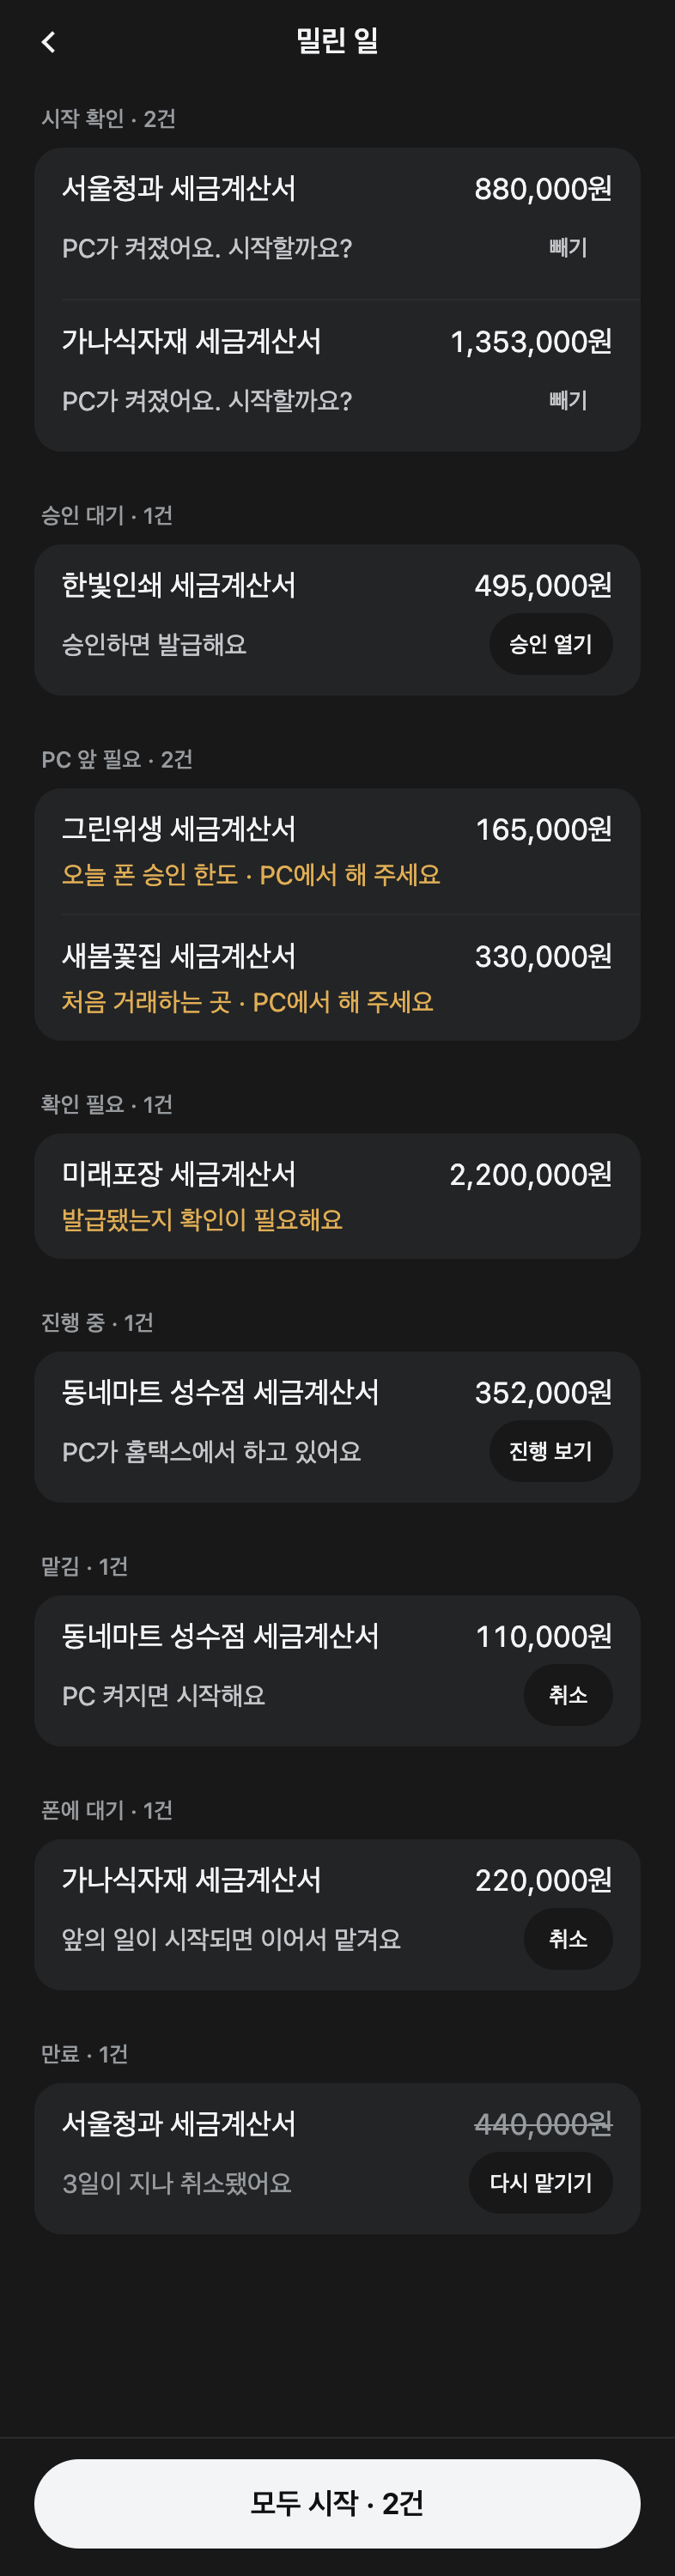 밀린 일
시작 확인 · 2건
서울청과 세금계산서 880,000원
PC가 켜졌어요. 시작할까요? 빼기
가나식자재 세금계산서 1,353,000원
PC가 켜졌어요. 시작할까요? 빼기
승인 대기 · 1건
한빛인쇄 세금계산서 495,000원
승인하면 발급해요 승인 열기
PC 앞 필요 · 2건
그린위생 세금계산서 165,000원
오늘 폰 승인 한도 · PC에서 해 주세요
새봄꽃집 세금계산서 330,000원
처음 거래하는 곳 · PC에서 해 주세요
확인 필요 · 1건
미래포장 세금계산서 2,200,000원
발급됐는지 확인이 필요해요
진행 중 · 1건
동네마트 성수점 세금계산서 352,000원
PC가 홈택스에서 하고 있어요 진행 보기
맡김 · 1건
동네마트 성수점 세금계산서 110,000원
PC 켜지면 시작해요 취소
폰에 대기 · 1건
가나식자재 세금계산서 220,000원
앞의 일이 시작되면 이어서 맡겨요 취소
만료 · 1건
서울청과 세금계산서 440,000원
3일이 지나 취소됐어요 다시 맡기기
모두 시작 · 2건